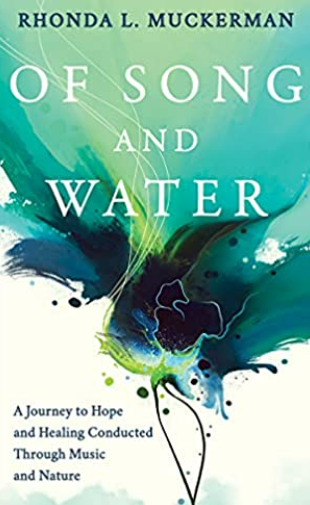 RHONDA L. MUCKERMAN
OF SONG
AND
WATER
A Journey to Hope
and Healing Conducted
Through Music
and Nature